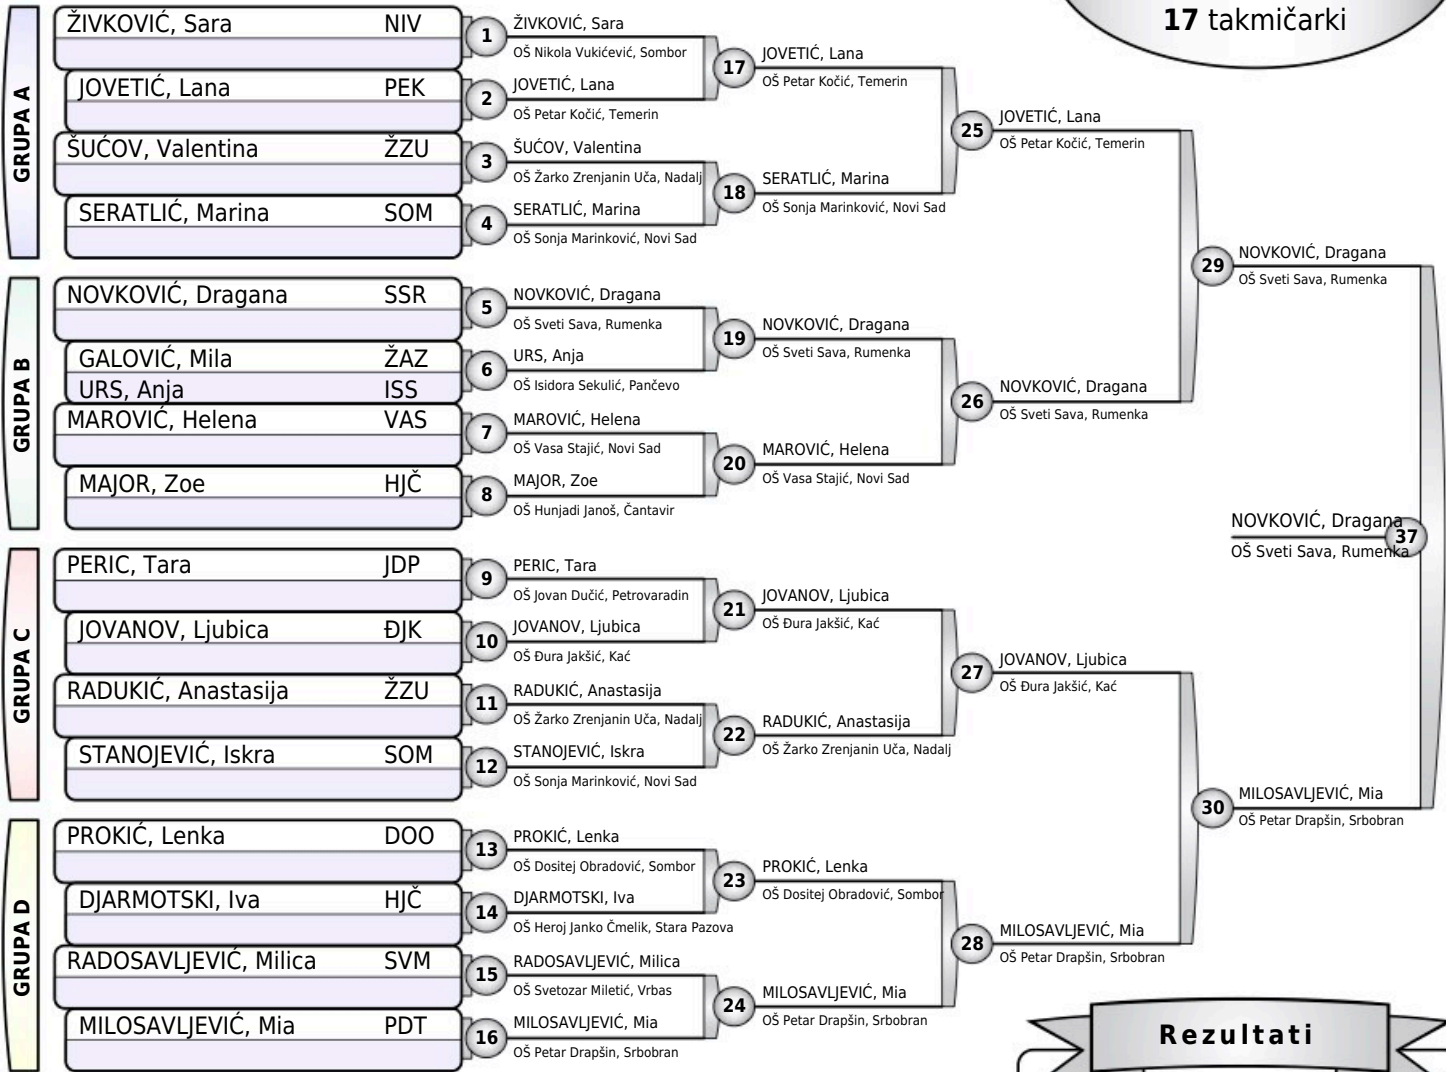 17 takmičarki
GRUPA A
ŽIVKOVIĆ, Sara NIV
JOVETIĆ, Lana PEK
ŠUĆOV, Valentina ŽZU
SERATLIĆ, Marina SOM
1 ŽIVKOVIĆ, Sara
OŠ Nikola Vukićević, Sombor
2 JOVETIĆ, Lana
OŠ Petar Kočić, Temerin
3 ŠUĆOV, Valentina
OŠ Žarko Zrenjanin Uča, Nadalj
4 SERATLIĆ, Marina
OŠ Sonja Marinković, Novi Sad
17 JOVETIĆ, Lana
OŠ Petar Kočić, Temerin
18 SERATLIĆ, Marina
OŠ Sonja Marinković, Novi Sad
25 JOVETIĆ, Lana
OŠ Petar Kočić, Temerin
GRUPA B
NOVKOVIĆ, Dragana SSR
GALOVIĆ, Mila ŽAZ
URS, Anja ISS
MAROVIĆ, Helena VAS
MAJOR, Zoe HJČ
5 NOVKOVIĆ, Dragana
OŠ Sveti Sava, Rumenka
6 URS, Anja
OŠ Isidora Sekulić, Pančevo
7 MAROVIĆ, Helena
OŠ Vasa Stajić, Novi Sad
8 MAJOR, Zoe
OŠ Hunjadi Janoš, Čantavir
19 NOVKOVIĆ, Dragana
OŠ Sveti Sava, Rumenka
20 MAROVIĆ, Helena
OŠ Vasa Stajić, Novi Sad
26 NOVKOVIĆ, Dragana
OŠ Sveti Sava, Rumenka
29 NOVKOVIĆ, Dragana
OŠ Sveti Sava, Rumenka
GRUPA C
PERIC, Tara JDP
JOVANOV, Ljubica ĐJK
RADUKIĆ, Anastasija ŽZU
STANOJEVIĆ, Iskra SOM
9 PERIC, Tara
OŠ Jovan Dučić, Petrovaradin
10 JOVANOV, Ljubica
OŠ Đura Jakšić, Kać
11 RADUKIĆ, Anastasija
OŠ Žarko Zrenjanin Uča, Nadalj
12 STANOJEVIĆ, Iskra
OŠ Sonja Marinković, Novi Sad
21 JOVANOV, Ljubica
OŠ Đura Jakšić, Kać
22 RADUKIĆ, Anastasija
OŠ Žarko Zrenjanin Uča, Nadalj
27 JOVANOV, Ljubica
OŠ Đura Jakšić, Kać
GRUPA D
PROKIĆ, Lenka DOO
DJARMOTSKI, Iva HJČ
RADOSAVLJEVIĆ, Milica SVM
MILOSAVLJEVIĆ, Mia PDT
13 PROKIĆ, Lenka
OŠ Dositej Obradović, Sombor
14 DJARMOTSKI, Iva
OŠ Heroj Janko Čmelik, Stara Pazova
15 RADOSAVLJEVIĆ, Milica
OŠ Svetozar Miletić, Vrbas
16 MILOSAVLJEVIĆ, Mia
OŠ Petar Drapšin, Srbobran
23 PROKIĆ, Lenka
OŠ Dositej Obradović, Sombor
24 MILOSAVLJEVIĆ, Mia
OŠ Petar Drapšin, Srbobran
28 MILOSAVLJEVIĆ, Mia
OŠ Petar Drapšin, Srbobran
30 MILOSAVLJEVIĆ, Mia
OŠ Petar Drapšin, Srbobran
NOVKOVIĆ, Dragana 37
OŠ Sveti Sava, Rumenka
Rezultati